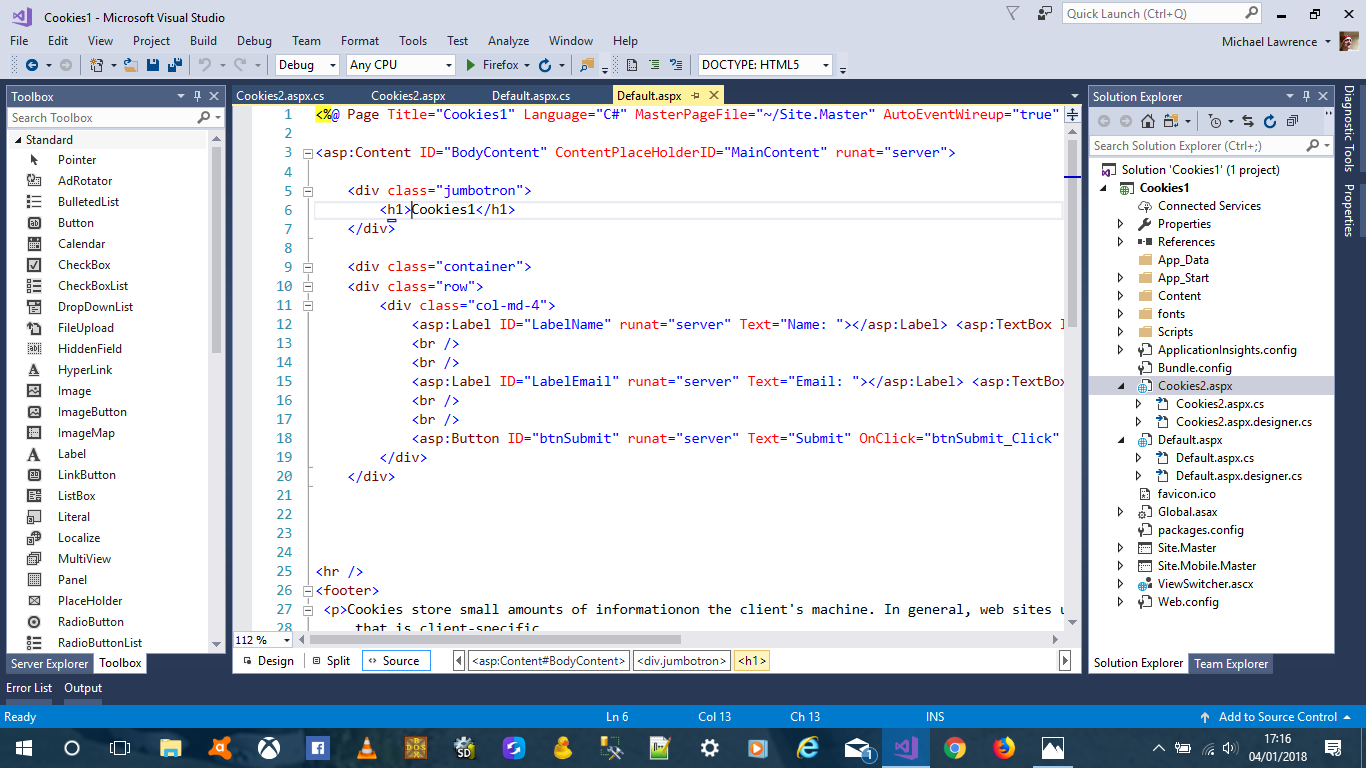 Cookies1 - Microsoft Visual Studio
Quick Launch (Ctrl+Q)
File Edit View Project Build Debug Team Format Tools Test Analyze Window Help
Michael Lawrence
Debug Any CPU Firefox DOCTYPE: HTML5
Toolbox
Search Toolbox
Standard
Pointer
AdRotator
BulletedList
Button
Calendar
CheckBox
CheckBoxList
DropDownList
FileUpload
HiddenField
HyperLink
Image
ImageButton
ImageMap
Label
LinkButton
ListBox
Literal
Localize
MultiView
Panel
PlaceHolder
RadioButton
RadioButtonList
Server Explorer Toolbox
Cookies2.aspx.cs Cookies2.aspx Default.aspx.cs Default.aspx
1 <%@ Page Title="Cookies1" Language="C#" MasterPageFile="~/Site.Master" AutoEventWireup="true"
2
3 <asp:Content ID="BodyContent" ContentPlaceHolderID="MainContent" runat="server">
4
5 <div class="jumbotron">
6 <h1>Cookies1</h1>
7 </div>
8
9 <div class="container">
10 <div class="row">
11 <div class="col-md-4">
12 <asp:Label ID="LabelName" runat="server" Text="Name: "></asp:Label> <asp:TextBox
13 <br />
14 <br />
15 <asp:Label ID="LabelEmail" runat="server" Text="Email: "></asp:Label> <asp:TextBox
16 <br />
17 <br />
18 <asp:Button ID="btnSubmit" runat="server" Text="Submit" OnClick="btnSubmit_Click"
19 </div>
20 </div>
21
22
23
24
25 <hr />
26 <footer>
27 <p>Cookies store small amounts of informationon the client's machine. In general, web sites
28 that is client-specific
112 %
Design Split Source <asp:Content#BodyContent> <div.jumbotron> <h1>
Solution Explorer
Search Solution Explorer (Ctrl+;)
Solution 'Cookies1' (1 project)
Cookies1
Connected Services
Properties
References
App_Data
App_Start
Content
fonts
Scripts
ApplicationInsights.config
Bundle.config
Cookies2.aspx
Cookies2.aspx.cs
Cookies2.aspx.designer.cs
Default.aspx
Default.aspx.cs
Default.aspx.designer.cs
favicon.ico
Global.asax
packages.config
Site.Master
Site.Mobile.Master
ViewSwitcher.ascx
Web.config
Solution Explorer Team Explorer
Diagnostic Tools
Properties
Error List Output
Ready Ln 6 Col 13 Ch 13 INS Add to Source Control
BOX
DOS
SD
1
17:16
04/01/2018